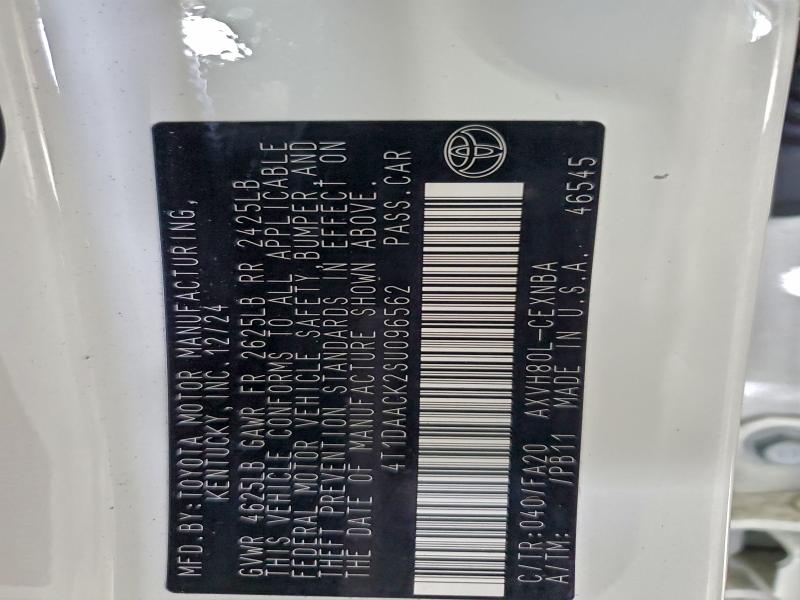 MFD.BY:TOYOTA MOTOR MANUFACTURING,
KENTUCKY, INC 12/24
GVWR 4625LB GAWR FR 2625LB RR 2425LB
THIS VEHICLE CONFORMS TO ALL APPLICABLE
FEDERAL MOTOR VEHICLE SAFETY BUMPER,AND
THEFT PREVENTION STANDARDS IN EFFECT ON
THE DATE OF MANUFACTURE SHOWN ABOVE.
4T1DAACK2SU096562 PASS.CAR
C/TR:040/FA20 AXVH80L-CEXNBA
A/TM: /PB11 MADE IN U.S.A. 46545